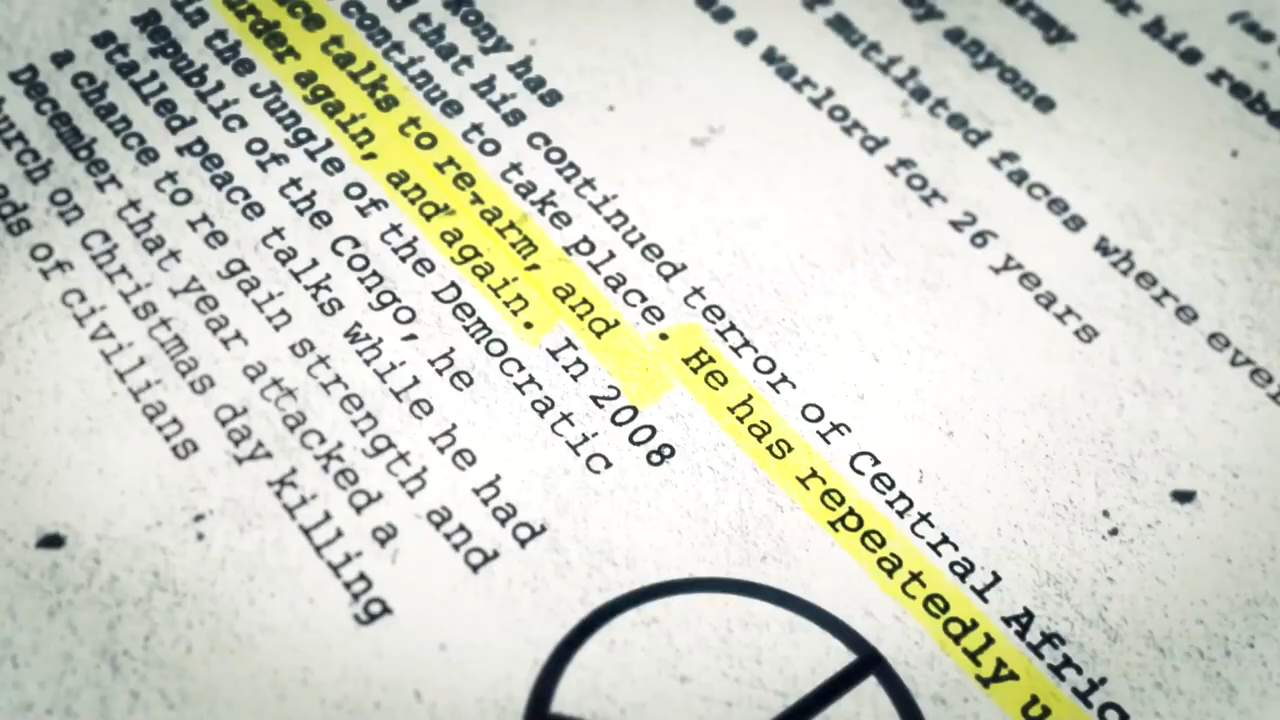 his rebe
army
by anyone
mutilated faces where ever
as a warlord for 26 years
Kony has
that his continued terror of Central Afric
continue to take place. He has repeatedly u
ce talks to re-arm, and
urder again, and again. In 2008
in the Jungle of the Democratic
Republic of the Congo, he
stalled peace talks while he had
a chance to re gain strength and
December that year attacked a
hurch on Christmas day killing
ds of civilians